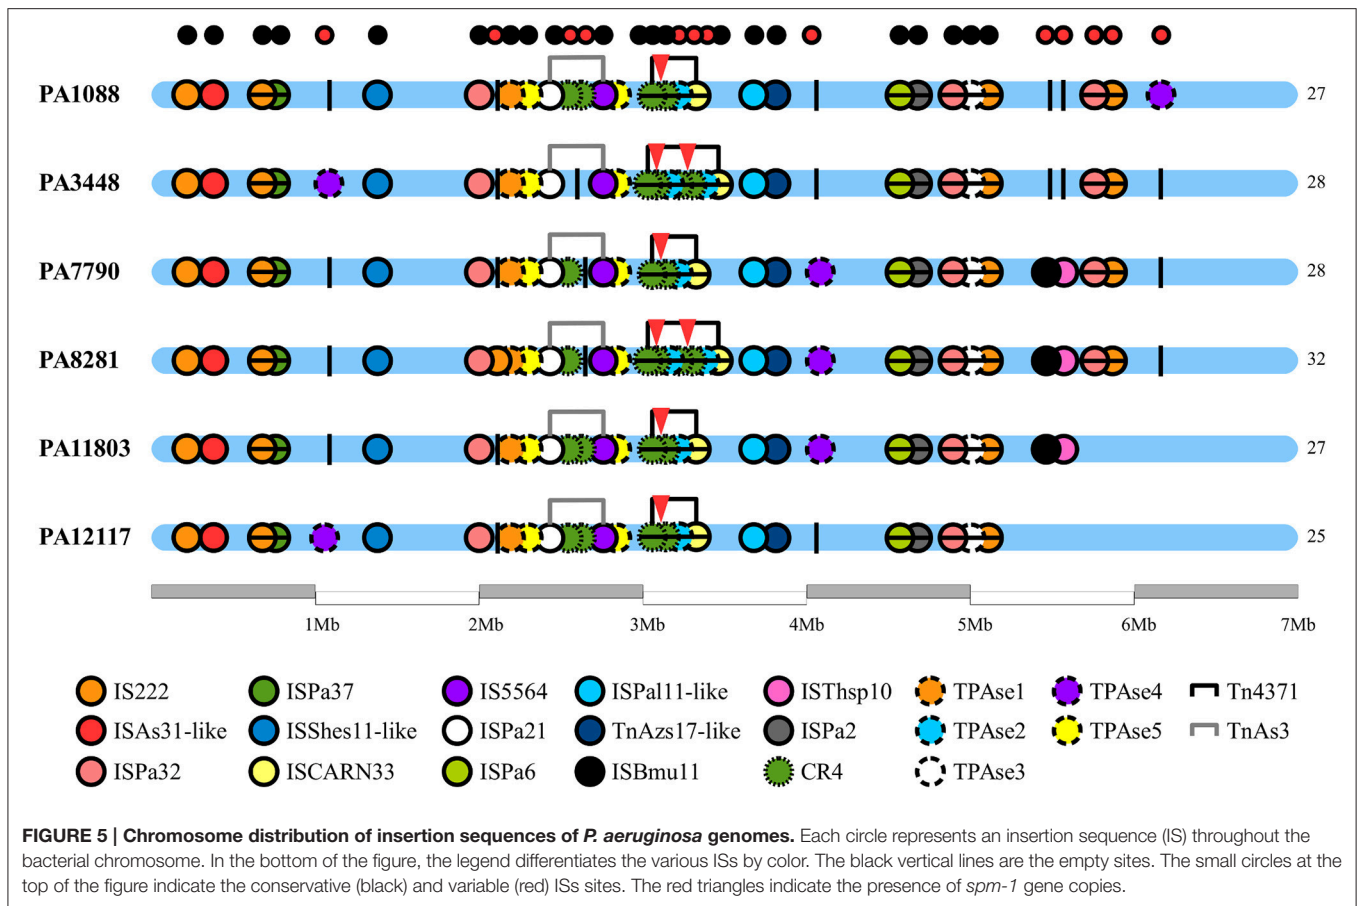 PA1088 27
PA3448 28
PA7790 28
PA8281 32
PA11803 27
PA12117 25
1Mb 2Mb 3Mb 4Mb 5Mb 6Mb 7Mb
IS222 ISPa37 IS5564 ISPal11-like ISThsp10 TPAse1 TPAse4 Tn4371
ISAs31-like ISShes11-like ISPa21 TnAzs17-like ISPa2 TPAse2 TPAse5 TnAs3
ISPa32 ISCARN33 ISPa6 ISBmu11 CR4 TPAse3
FIGURE 5 | Chromosome distribution of insertion sequences of P. aeruginosa genomes. Each circle represents an insertion sequence (IS) throughout the
bacterial chromosome. In the bottom of the figure, the legend differentiates the various ISs by color. The black vertical lines are the empty sites. The small circles at the
top of the figure indicate the conservative (black) and variable (red) ISs sites. The red triangles indicate the presence of spm-1 gene copies.